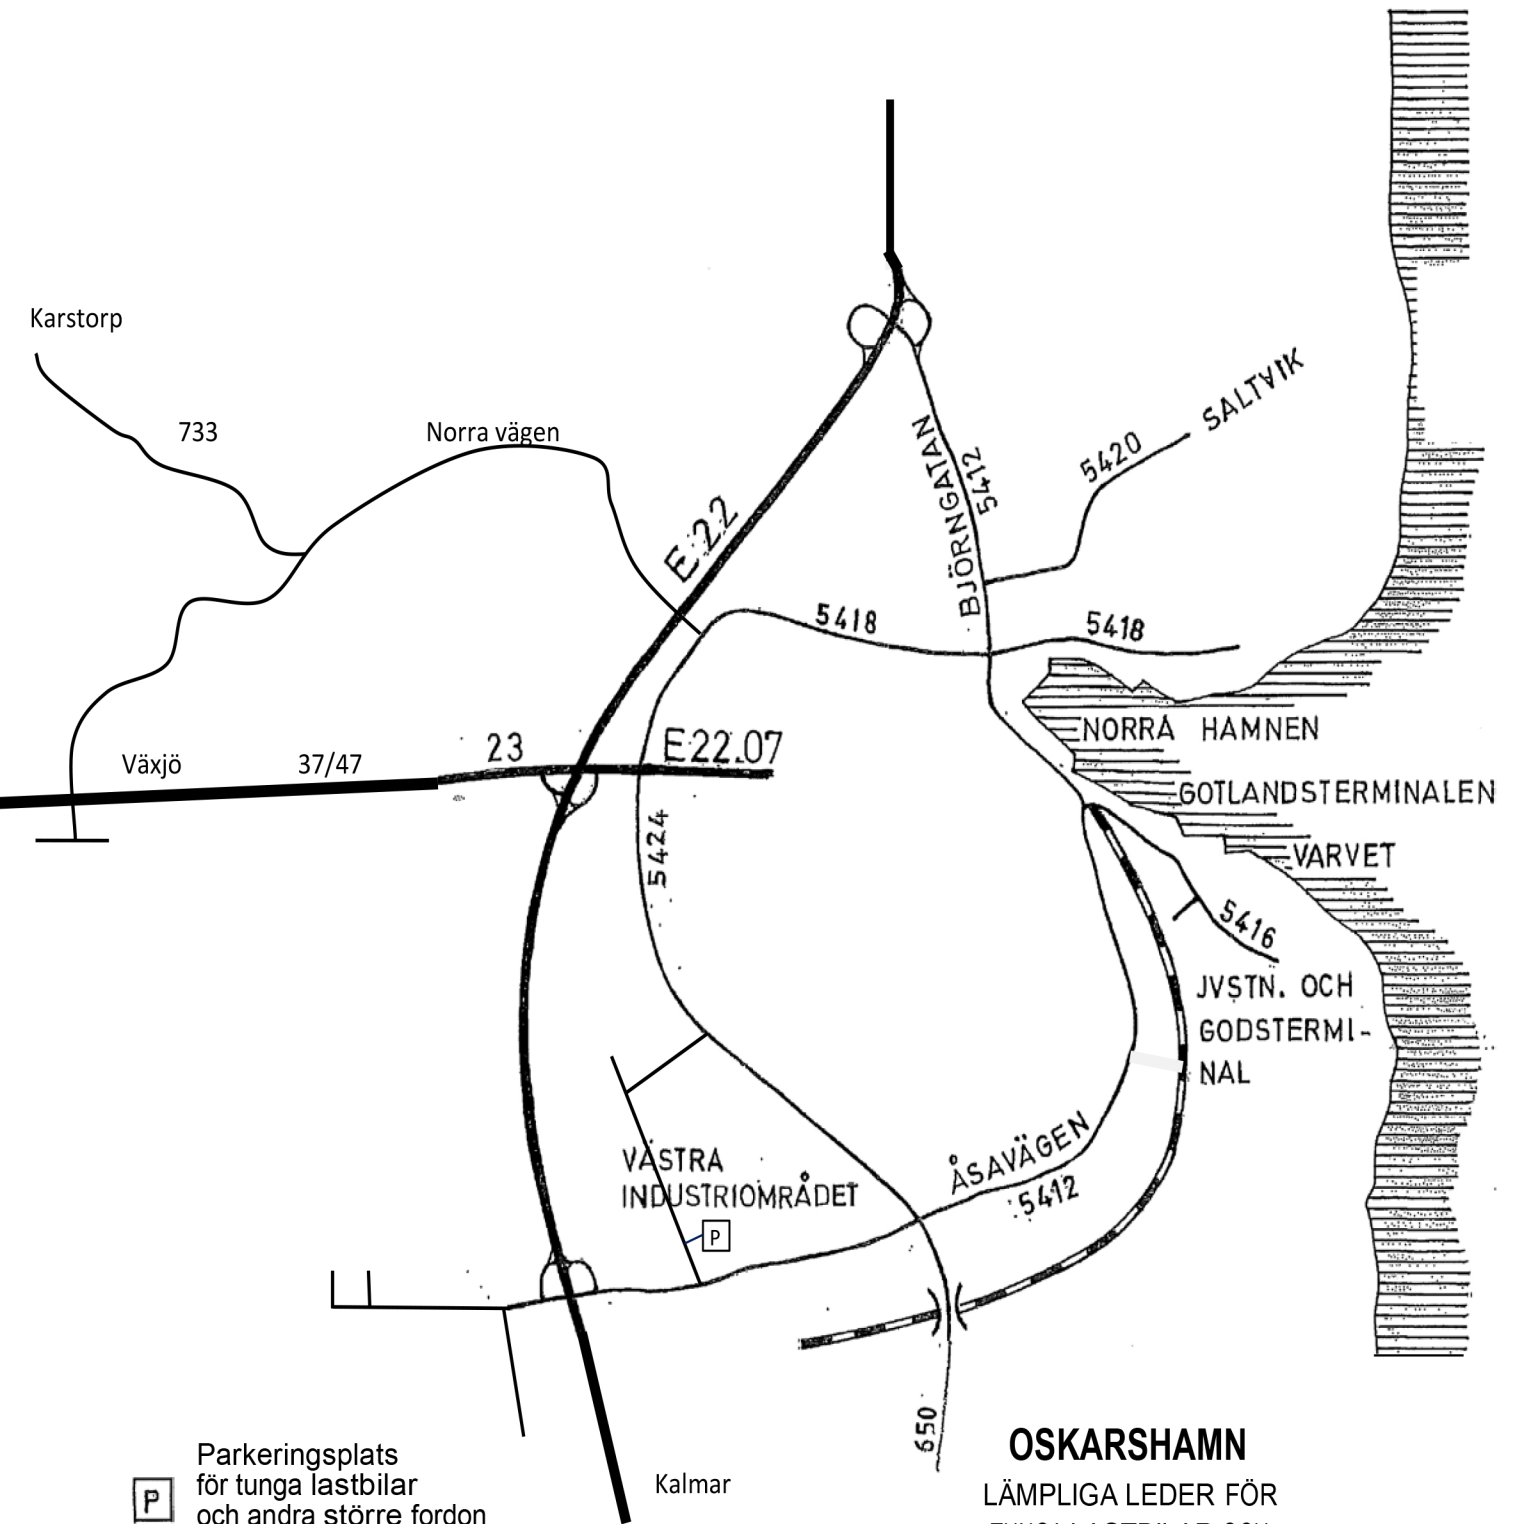 Karstorp
733
Norra vägen
E 22
BJÖRNGATAN
5412
5420
SALTVIK
5418
5418
NORRA HAMNEN
GOTLANDSTERMINALEN
VARVET
Växjö
37/47
23
E 22.07
5424
5416
JVSTN. OCH
GODSTERMI-
NAL
VÄSTRA
INDUSTRIOMRÅDET
P
ÅSAVÄGEN
5412
650
Kalmar
P
Parkeringsplats
för tunga lastbilar
och andra större fordon
OSKARSHAMN
LÄMPLIGA LEDER FÖR